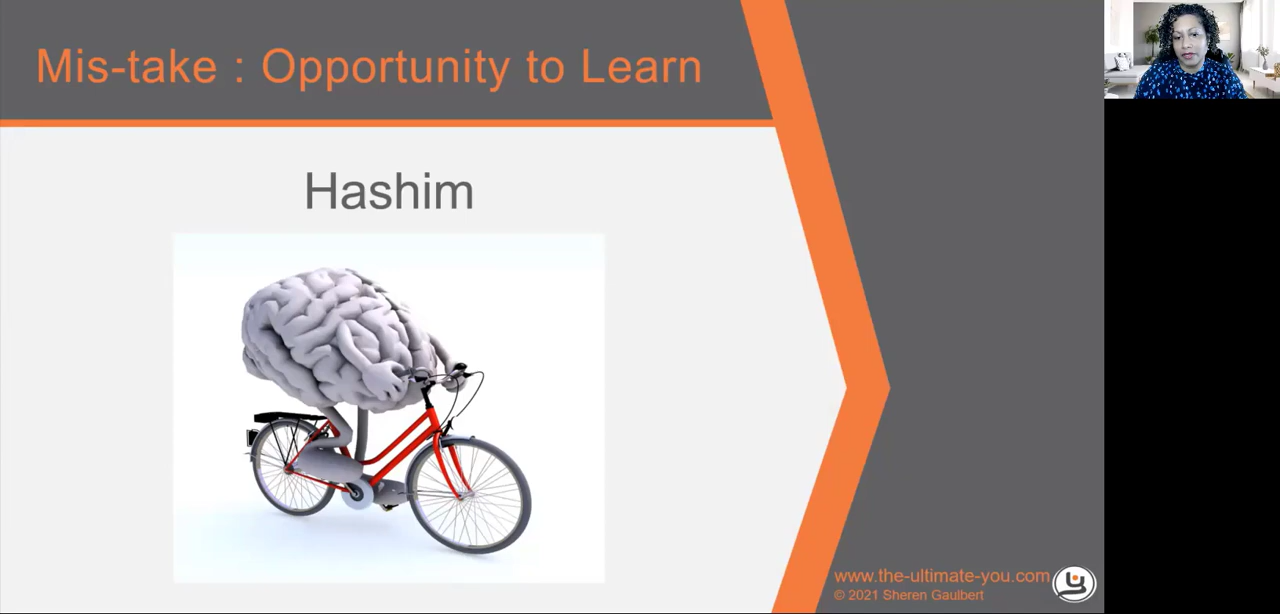 Mis-take : Opportunity to Learn
Hashim
www.the-ultimate-you.com
© 2021 Sheren Gaulbert